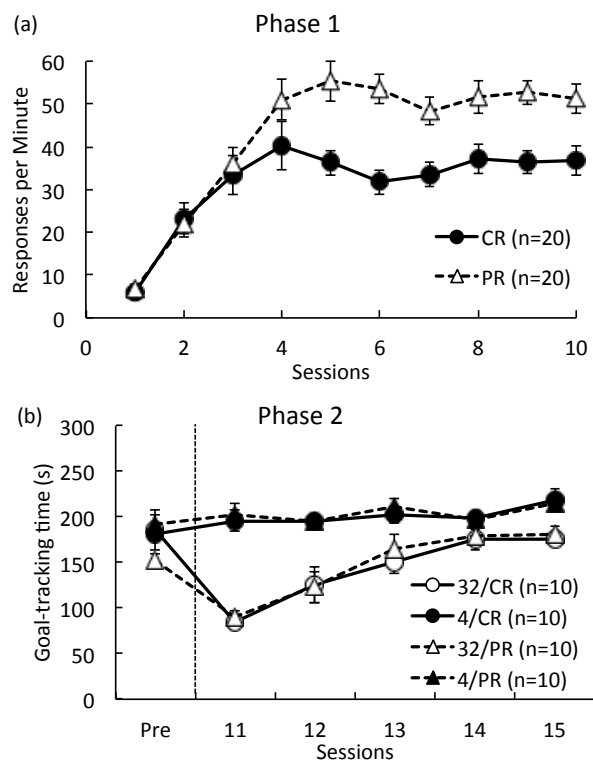 (a)
Phase 1
Responses per Minute
60
50
40
30
20
10
0
CR (n=20)
PR (n=20)
0 2 4 6 8 10
Sessions
(b)
Phase 2
Goal-tracking time (s)
300
250
200
150
100
50
0
32/CR (n=10)
4/CR (n=10)
32/PR (n=10)
4/PR (n=10)
Pre 11 12 13 14 15
Sessions